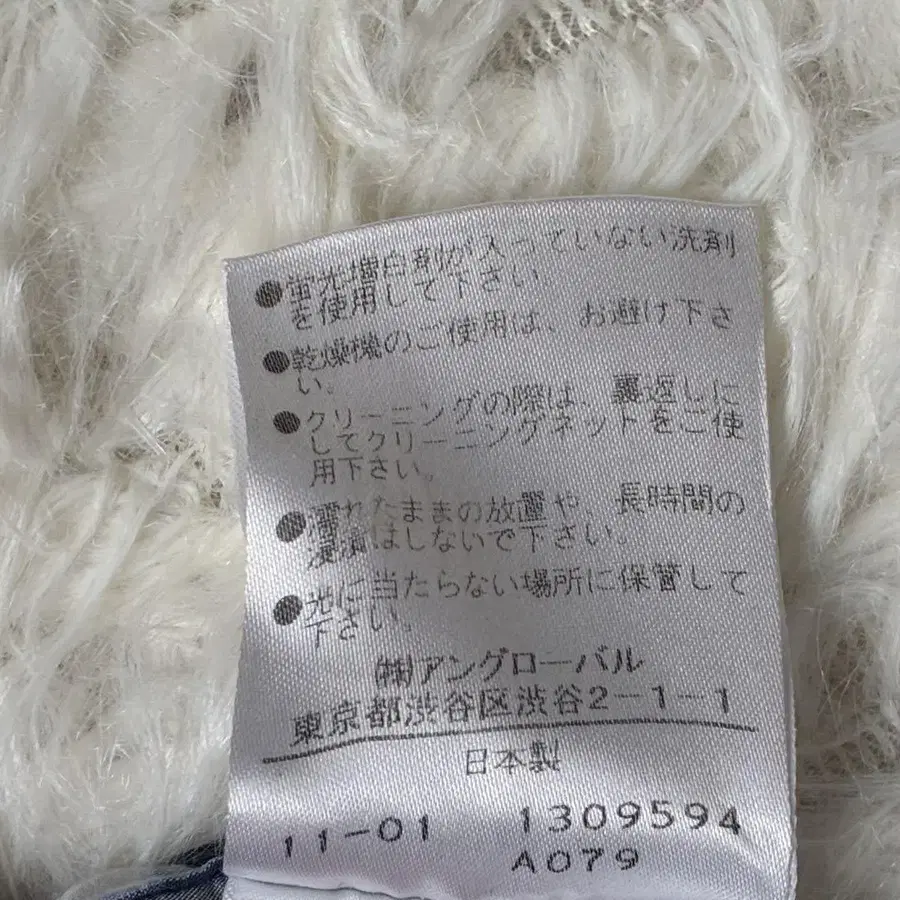 ●蛍光増白剤が入っていない洗剤
を使用して下さい。
●乾燥機のご使用は、お避け下さ
い。
●クリーニングの際は、裏返しに
してクリーニングネットをご使
用下さい。
●濡れたままの放置や、長時間の
浸漬はしないで下さい。
●光に当たらない場所に保管して
下さい。
㈱アングローバル
東京都渋谷区渋谷2-1-1
日本製
11-01 1309594
A079